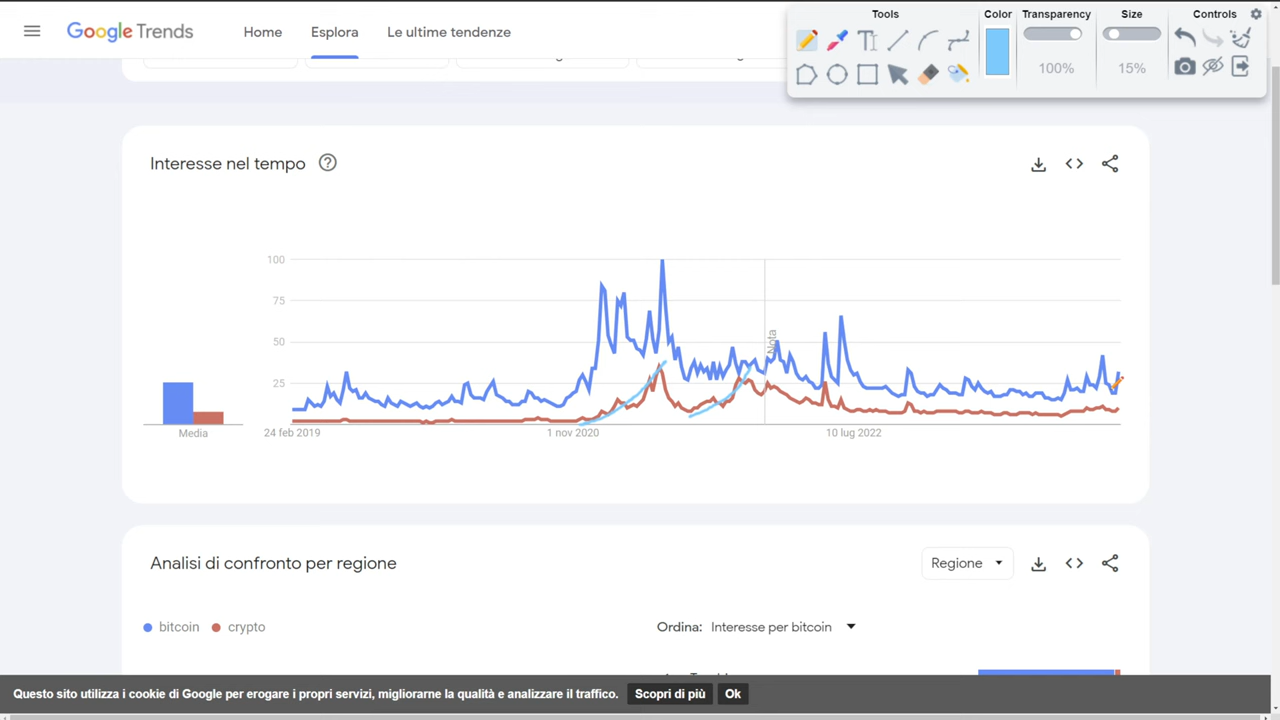 Google Trends Home Esplora Le ultime tendenze
Tools Color Transparency Size Controls
100% 15%
Interesse nel tempo
100
75
50
25
Nota
Media
24 feb 2019 1 nov 2020 10 lug 2022
Analisi di confronto per regione Regione
bitcoin crypto Ordina: Interesse per bitcoin
Questo sito utilizza i cookie di Google per erogare i propri servizi, migliorarne la qualità e analizzare il traffico. Scopri di più Ok